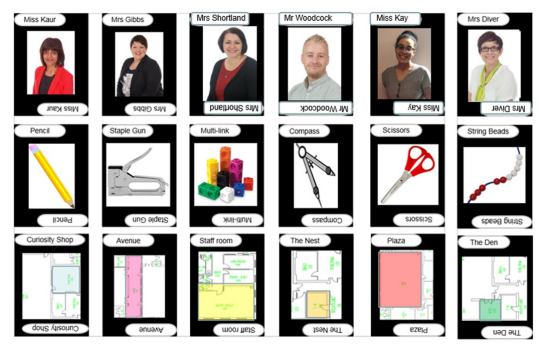 Miss Kaur
Mrs Gibbs
Mrs Shortland
Mr Woodcock
Miss Kay
Mrs Diver
Miss Kaur
Mrs Gibbs
Mrs Shortland
Mr Woodcock
Miss Kay
Mrs Diver
Pencil
Staple Gun
Multi-link
Compass
Scissors
String Beads
Pencil
Staple Gun
Multi-link
Compass
Scissors
String Beads
Curiosity Shop
Avenue
Staff room
The Nest
Plaza
The Den
Curiosity Shop
Avenue
Staff room
The Nest
Plaza
The Den